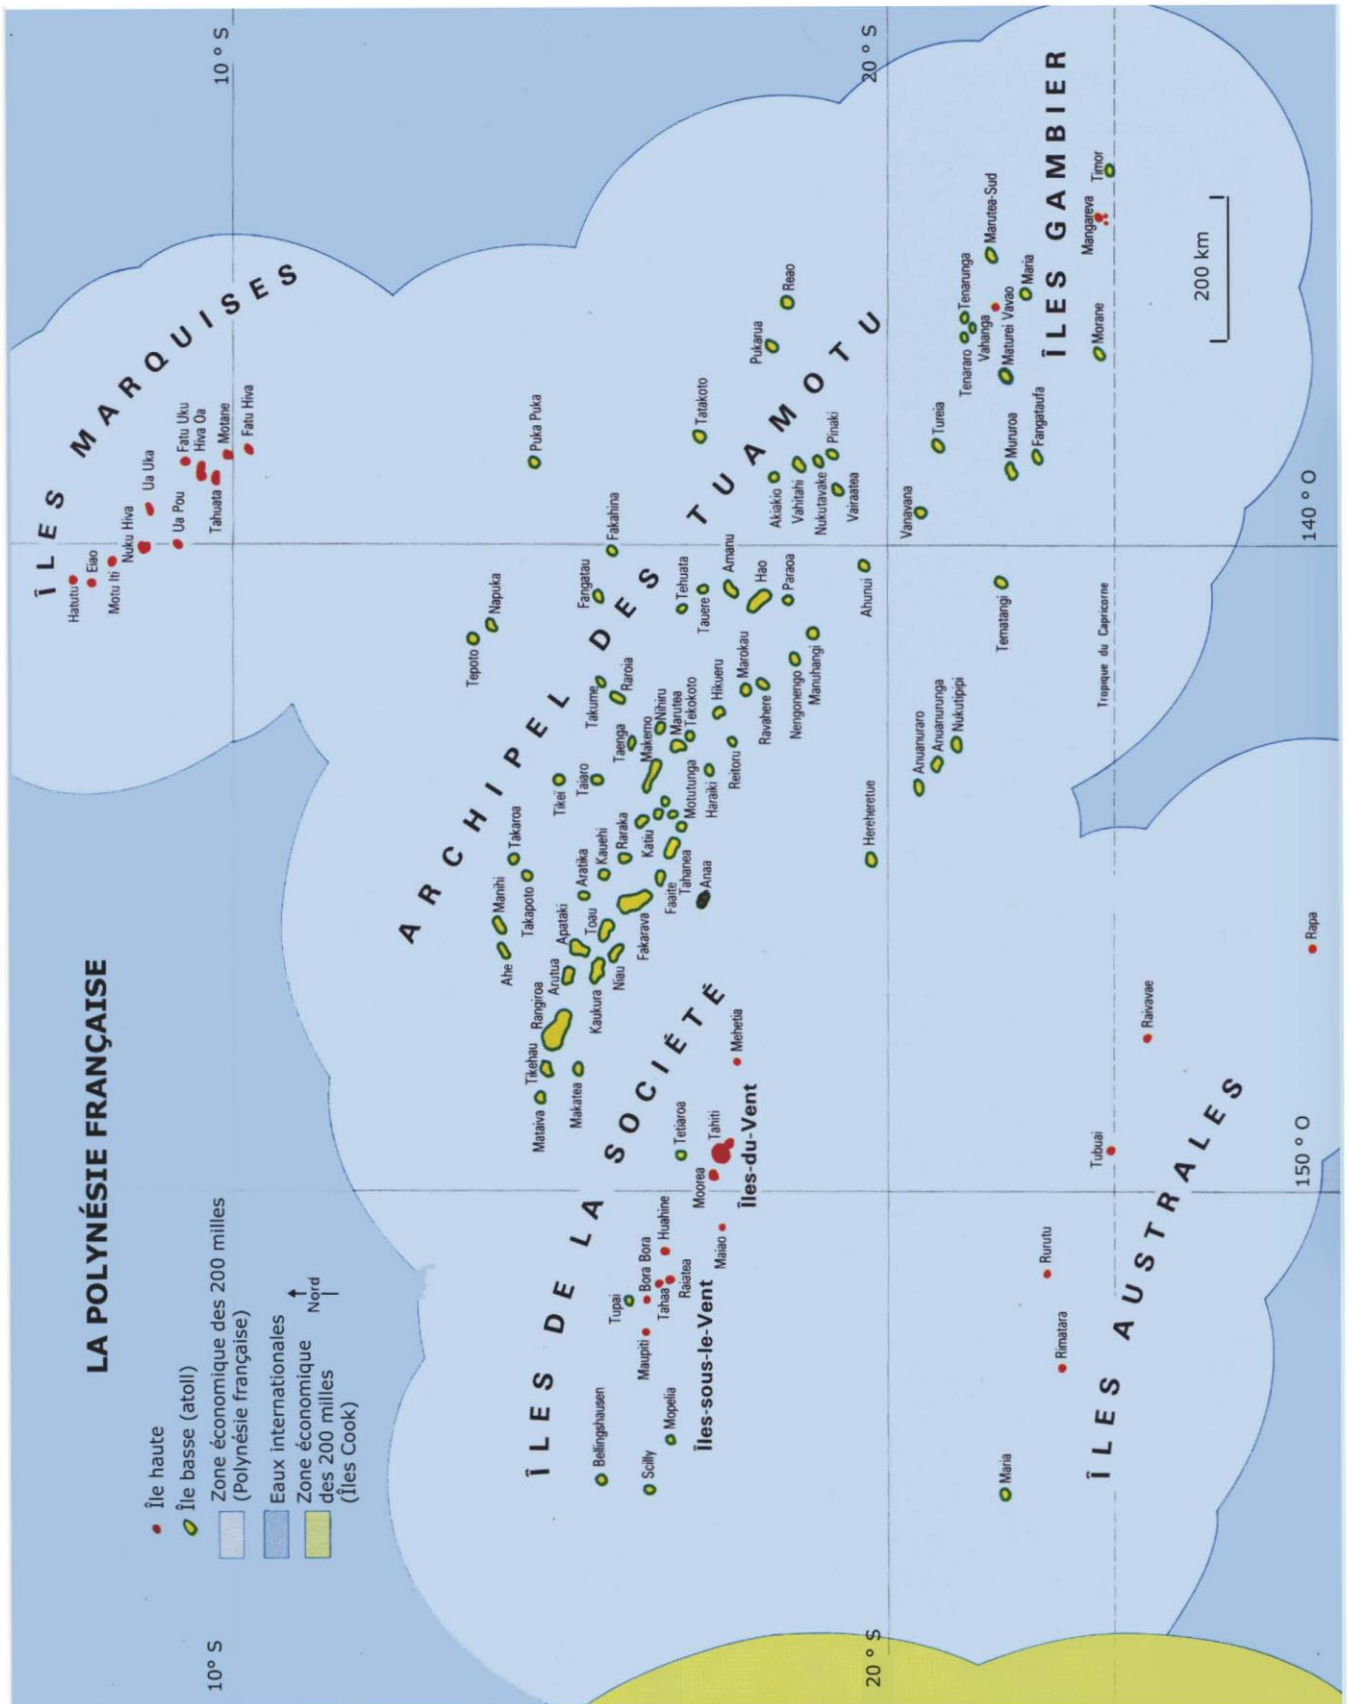 LA POLYNÉSIE FRANÇAISE
Île haute
Île basse (atoll)
Zone économique des 200 milles
(Polynésie française)
Eaux internationales
Zone économique
des 200 milles
(Îles Cook)
Nord
10° S
10° S
20° S
20° S
140° O
150° O
Tropique du Capricorne
200 km
ÎLES MARQUISES
Hatutu
Eiao
Motu Iti
Nuku Hiva
Ua Uka
Ua Pou
Fatu Uku
Hiva Oa
Tahuata
Motane
Fatu Hiva
ARCHIPEL DES TUAMOTU
Tepoto
Napuka
Puka Puka
Ahe
Manihi
Takaroa
Takapoto
Tikei
Mataiva
Tikehau
Rangiroa
Makatea
Arutua
Apataki
Kaukura
Toau
Niau
Aratika
Kauehi
Taiaro
Raraka
Fakarava
Faaite
Katiu
Tahanea
Anaa
Motutunga
Haraiki
Makemo
Taenga
Nihiru
Marutea
Tekokoto
Takume
Raroia
Fangatau
Fakahina
Hikueru
Reitoru
Marokau
Ravahere
Nengonengo
Manuhangi
Tehuata
Tauere
Amanu
Hao
Paraoa
Tatakoto
Akiakio
Vahitahi
Nukutavake
Pinaki
Vairaatea
Pukarua
Reao
Ahunui
Vanavana
Tureia
Hereheretue
Anuanuraro
Anuanurunga
Nukutipipi
Tematangi
Mururoa
Fangataufa
Tenararo
Vahanga
Tenarunga
Maturei Vavao
Marutea-Sud
Maria
ÎLES GAMBIER
Morane
Mangareva
Timor
ÎLES DE LA SOCIÉTÉ
Bellingshausen
Scilly
Mopelia
Maupiti
Tupai
Bora Bora
Tahaa
Raiatea
Huahine
Îles-sous-le-Vent
Maiao
Moorea
Tetiaroa
Tahiti
Mehetia
Îles-du-Vent
ÎLES AUSTRALES
Maria
Rimatara
Rurutu
Tubuai
Raivavae
Rapa